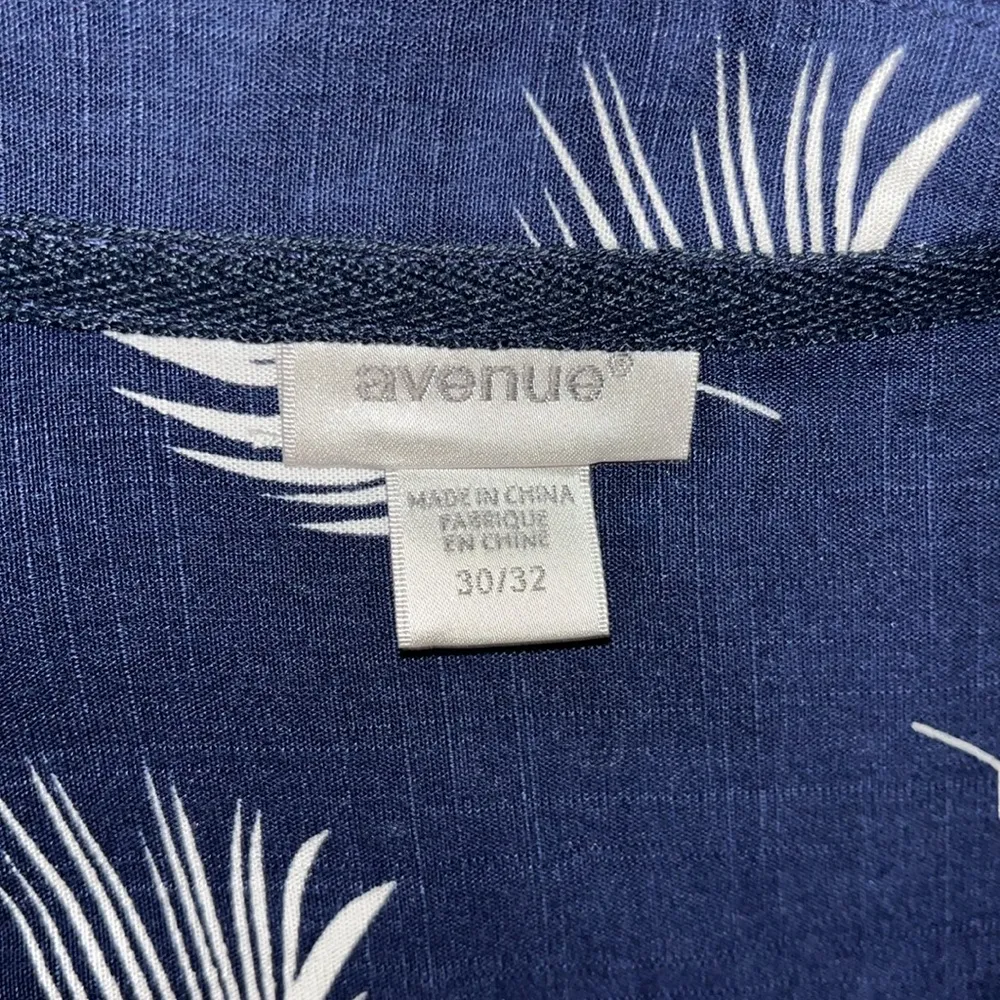 avenue®
MADE IN CHINA
FABRIQUE
EN CHINE
30/32